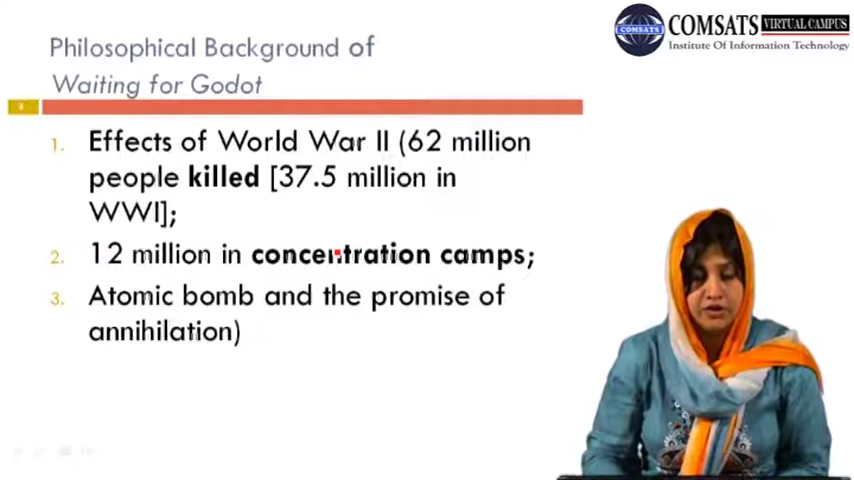 Philosophical Background of
Waiting for Godot
COMSATS VIRTUAL CAMPUS
COMSATS
Institute Of Information Technology
1. Effects of World War II (62 million
people killed [37.5 million in
WWI];
2. 12 million in concentration camps;
3. Atomic bomb and the promise of
annihilation)